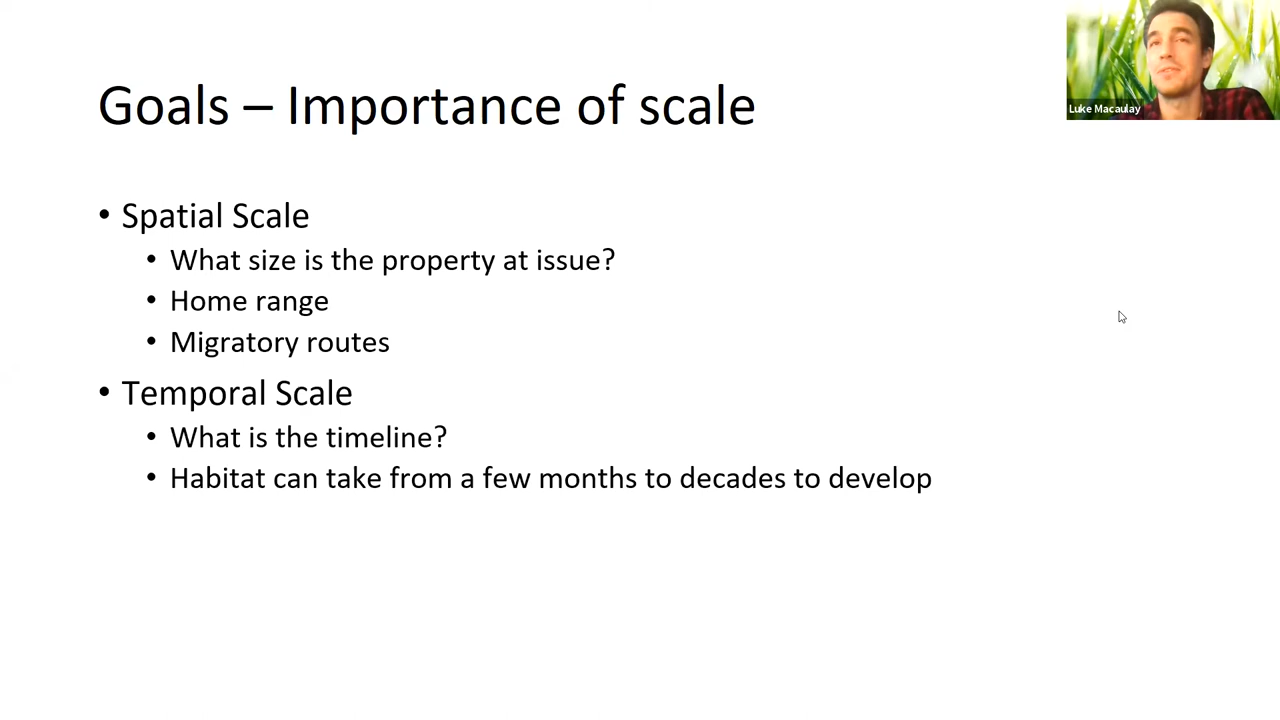 Goals – Importance of scale
Luke Macaulay
• Spatial Scale
• What size is the property at issue?
• Home range
• Migratory routes
• Temporal Scale
• What is the timeline?
• Habitat can take from a few months to decades to develop